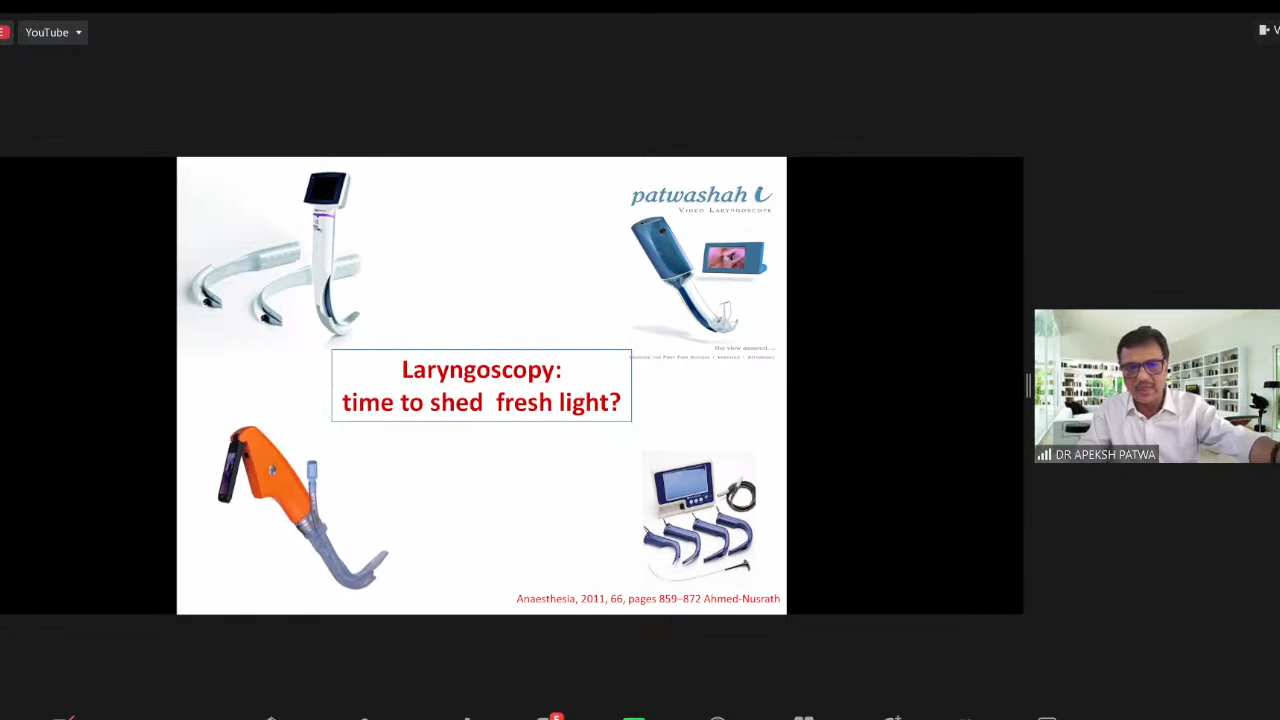 YouTube
patwashah
VIDEO LARYNGOSCOPE
the view assured....
Laryngoscopy:
time to shed fresh light?
Anaesthesia, 2011, 66, pages 859–872 Ahmed-Nusrath
DR APEKSH PATWA